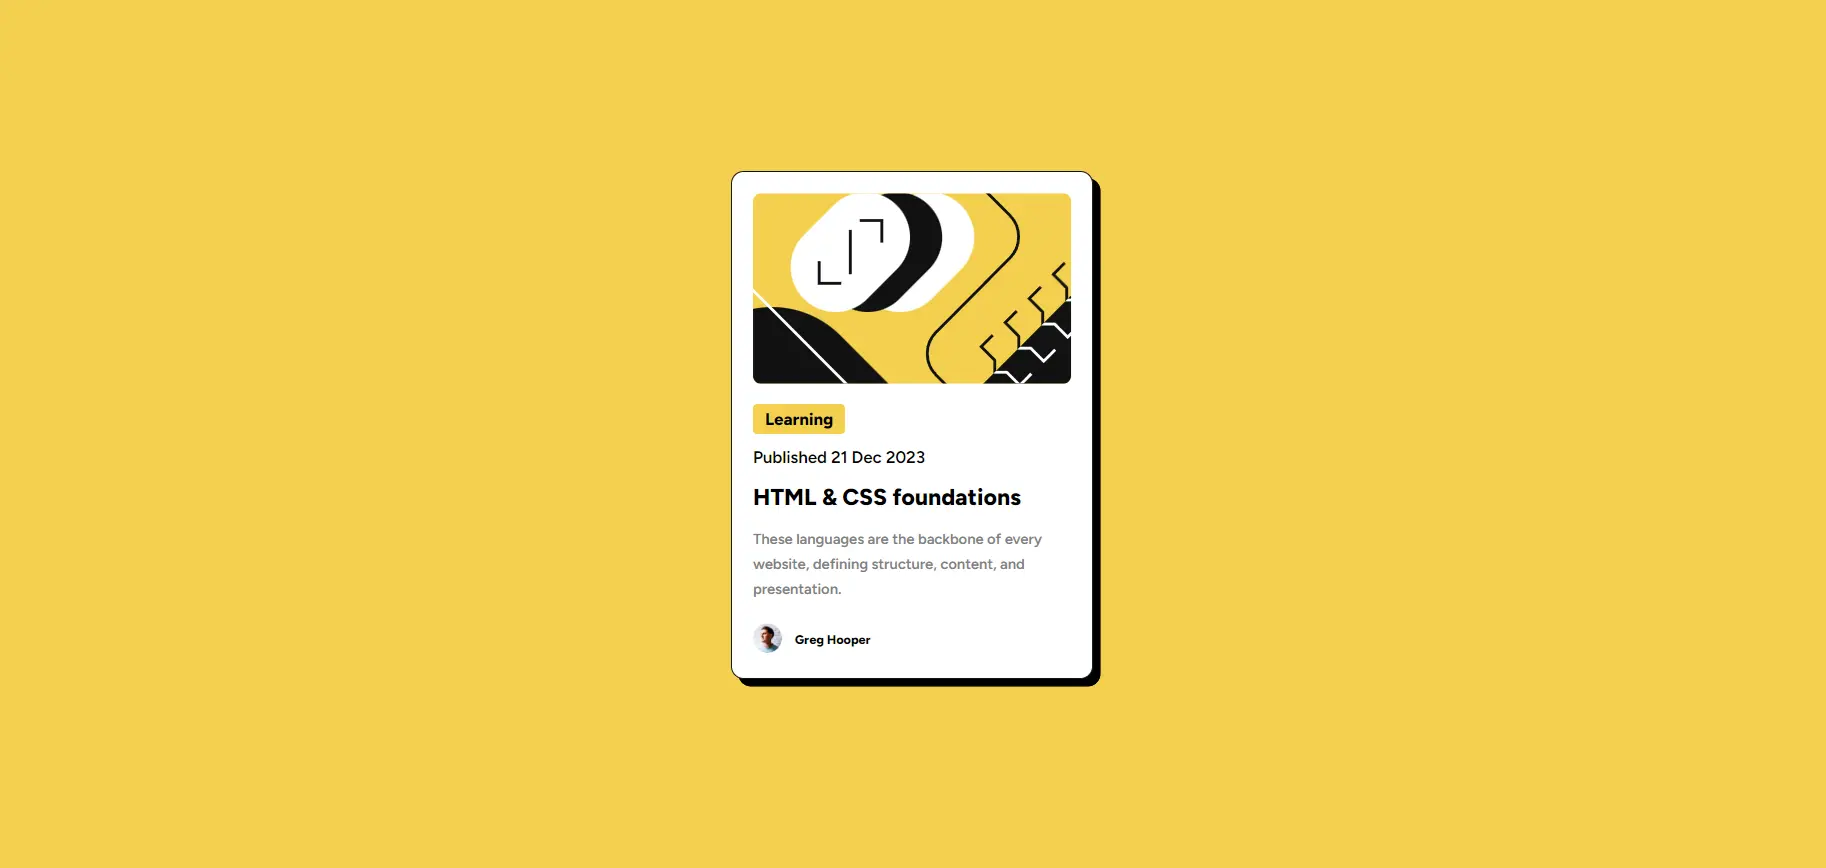 Learning
Published 21 Dec 2023
HTML & CSS foundations
These languages are the backbone of every
website, defining structure, content, and
presentation.
Greg Hooper